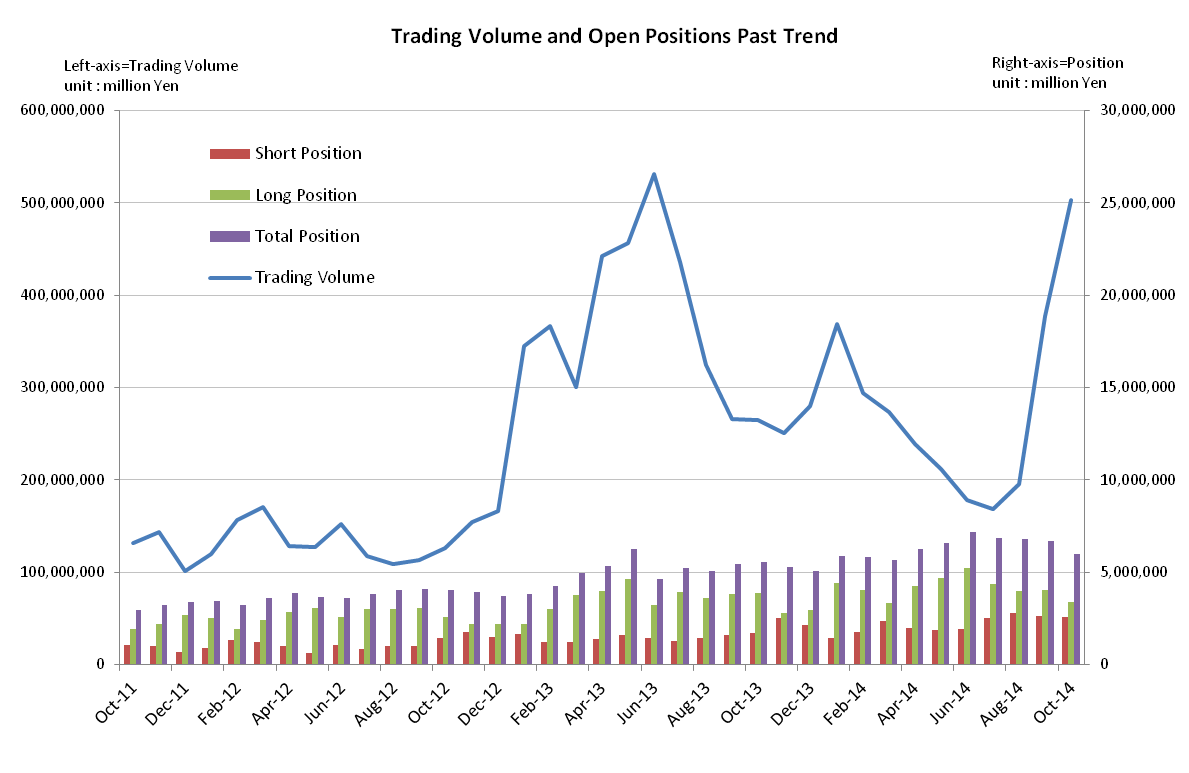 Trading Volume and Open Positions Past Trend
Left-axis=Trading Volume
unit : million Yen
Right-axis=Position
unit : million Yen
600,000,000
500,000,000
400,000,000
300,000,000
200,000,000
100,000,000
0
Short Position
Long Position
Total Position
Trading Volume
30,000,000
25,000,000
20,000,000
15,000,000
10,000,000
5,000,000
0
Oct-11
Dec-11
Feb-12
Apr-12
Jun-12
Aug-12
Oct-12
Dec-12
Feb-13
Apr-13
Jun-13
Aug-13
Oct-13
Dec-13
Feb-14
Apr-14
Jun-14
Aug-14
Oct-14